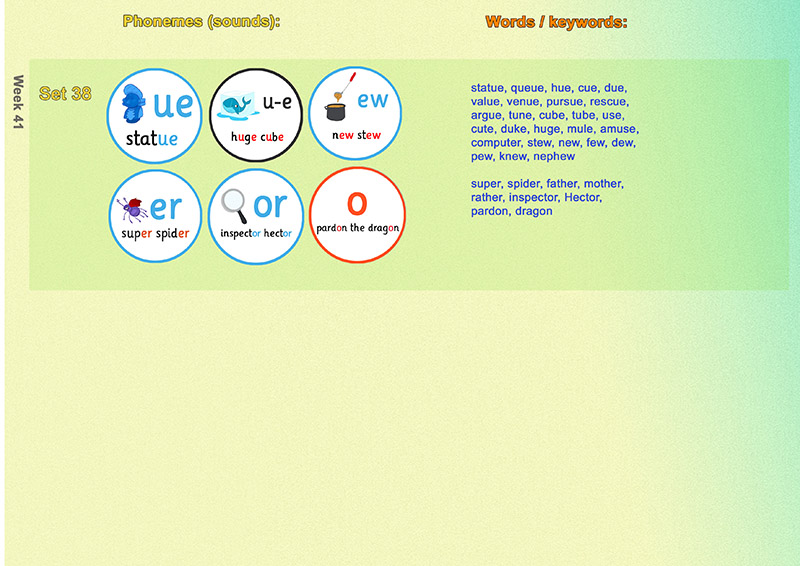 Phonemes (sounds):
Words / keywords:
Week 41
Set 38
ue
statue
u-e
huge cube
ew
new stew
er
super spider
or
inspector hector
o
pardon the dragon
statue, queue, hue, cue, due,
value, venue, pursue, rescue,
argue, tune, cube, tube, use,
cute, duke, huge, mule, amuse,
computer, stew, new, few, dew,
pew, knew, nephew
super, spider, father, mother,
rather, inspector, Hector,
pardon, dragon